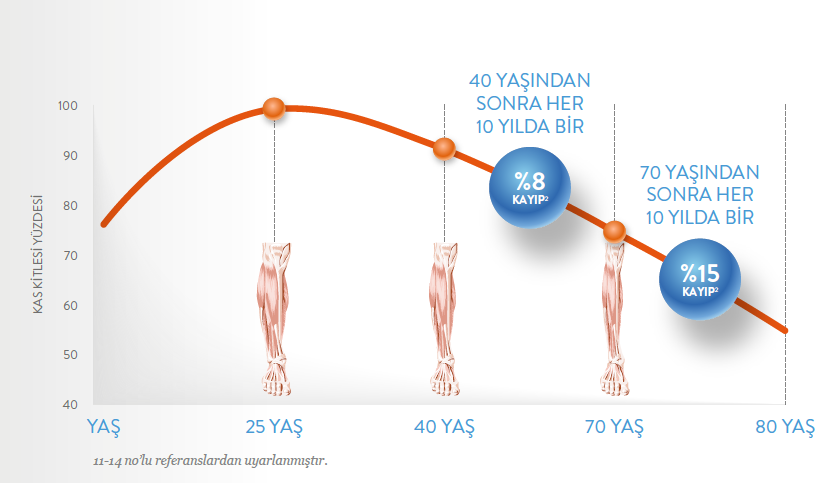 40 YAŞINDAN
SONRA HER
10 YILDA BİR
70 YAŞINDAN
SONRA HER
10 YILDA BİR
%8
KAYIP²
%15
KAYIP²
KAS KİTLESİ YÜZDESİ
100
90
80
70
60
50
40
YAŞ
25 YAŞ
40 YAŞ
70 YAŞ
80 YAŞ
11-14 no'lu referanslardan uyarlanmıştır.